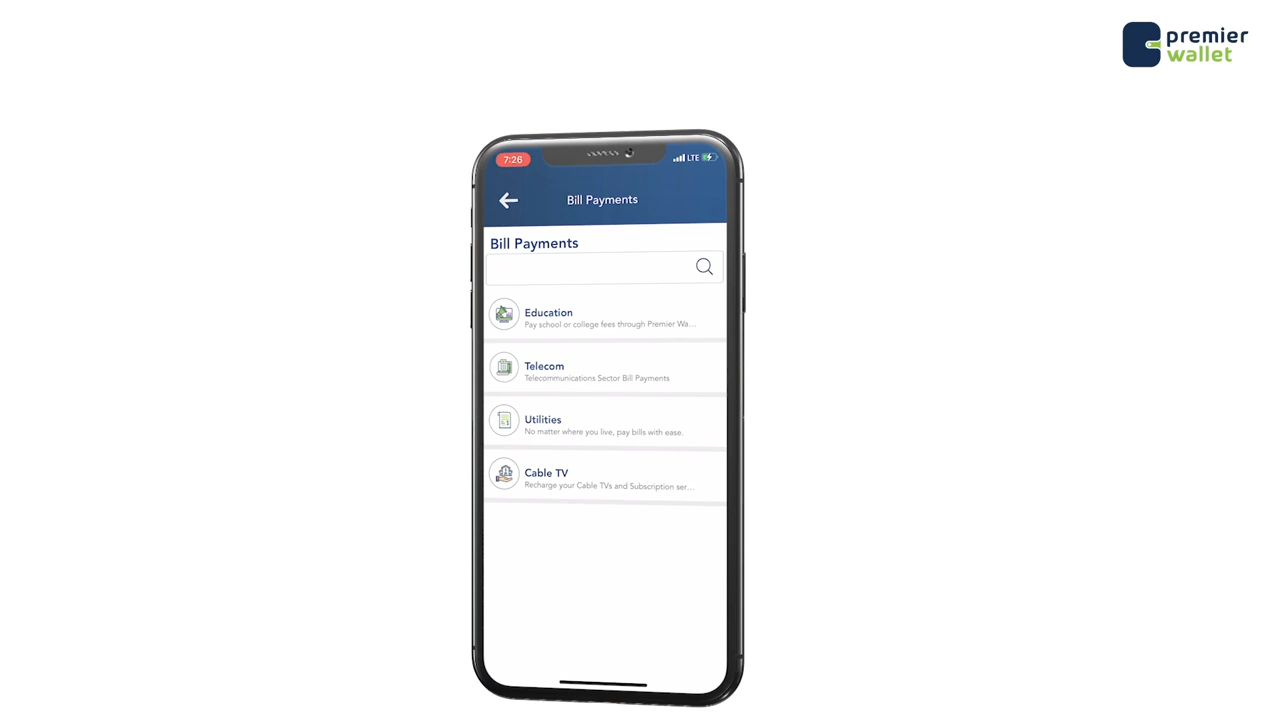 premier
wallet
7:26
LTE
Bill Payments
Bill Payments
Education
Pay school or college fees through Premier Wa...
Telecom
Telecommunications Sector Bill Payments
Utilities
No matter where you live, pay bills with ease.
Cable TV
Recharge your Cable TVs and Subscription ser...